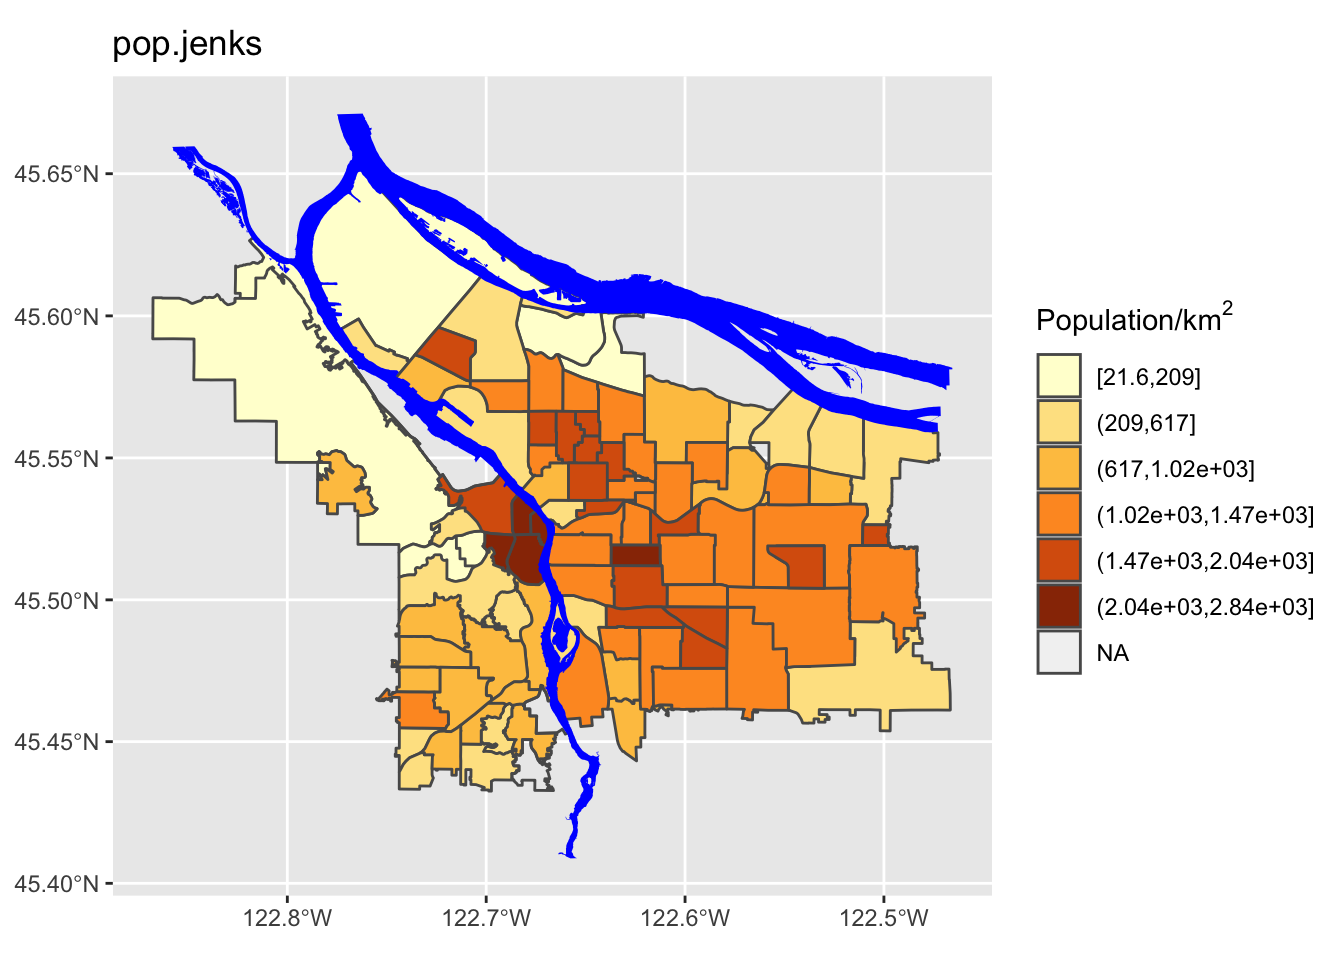 pop.jenks
45.65°N
45.60°N
45.55°N
45.50°N
45.45°N
45.40°N
122.8°W
122.7°W
122.6°W
122.5°W
Population/km²
[21.6,209]
(209,617]
(617,1.02e+03]
(1.02e+03,1.47e+03]
(1.47e+03,2.04e+03]
(2.04e+03,2.84e+03]
NA